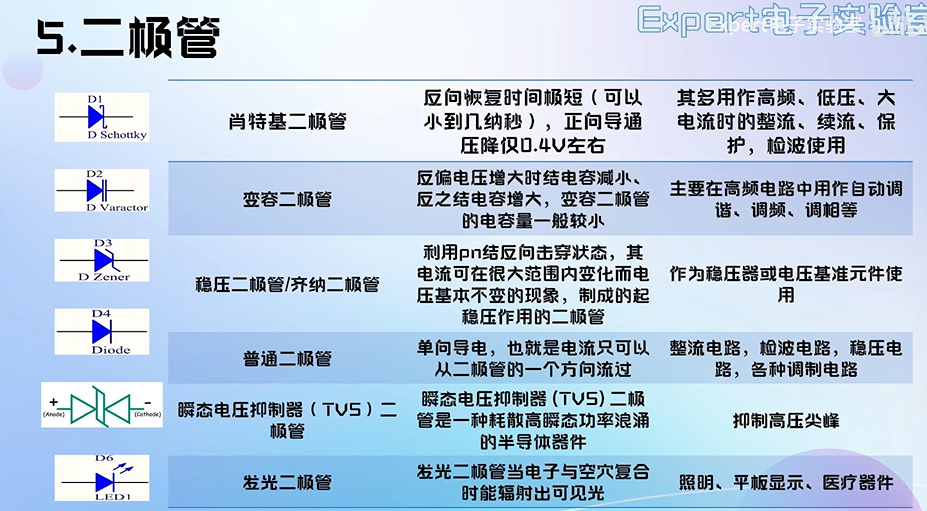 5.二极管
Expert电子实验室
D1
D Schottky
肖特基二极管
反向恢复时间极短（可以
小到几纳秒），正向导通
压降仅0.4V左右
其多用作高频、低压、大
电流时的整流、续流、保
护，检波使用
D2
D Varactor
变容二极管
反偏电压增大时结电容减小、
反之结电容增大，变容二极管
的电容量一般较小
主要在高频电路中用作自动调
谐、调频、调相等
D3
D Zener
稳压二极管/齐纳二极管
利用pn结反向击穿状态，其
电流可在很大范围内变化而电
压基本不变的现象，制成的起
稳压作用的二极管
作为稳压器或电压基准元件使
用
D4
Diode
普通二极管
单向导电，也就是电流只可以
从二极管的一个方向流过
整流电路，检波电路，稳压电
路，各种调制电路
+
-
(Anode)
(Cathode)
瞬态电压抑制器（TVS）二
极管
瞬态电压抑制器(TVS)二极
管是一种耗散高瞬态功率浪涌
的半导体器件
抑制高压尖峰
D6
LED1
发光二极管
发光二极管当电子与空穴复合
时能辐射出可见光
照明、平板显示、医疗器件